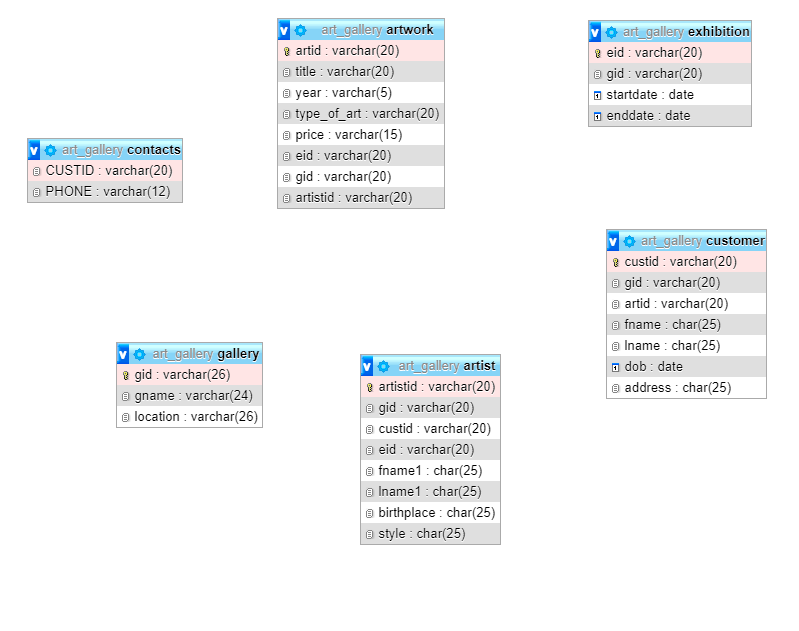 art_gallery artwork
artid : varchar(20)
title : varchar(20)
year : varchar(5)
type_of_art : varchar(20)
price : varchar(15)
eid : varchar(20)
gid : varchar(20)
artistid : varchar(20)
art_gallery exhibition
eid : varchar(20)
gid : varchar(20)
startdate : date
enddate : date
art_gallery contacts
CUSTID : varchar(20)
PHONE : varchar(12)
art_gallery customer
custid : varchar(20)
gid : varchar(20)
artid : varchar(20)
fname : char(25)
lname : char(25)
dob : date
address : char(25)
art_gallery gallery
gid : varchar(26)
gname : varchar(24)
location : varchar(26)
art_gallery artist
artistid : varchar(20)
gid : varchar(20)
custid : varchar(20)
eid : varchar(20)
fname1 : char(25)
lname1 : char(25)
birthplace : char(25)
style : char(25)